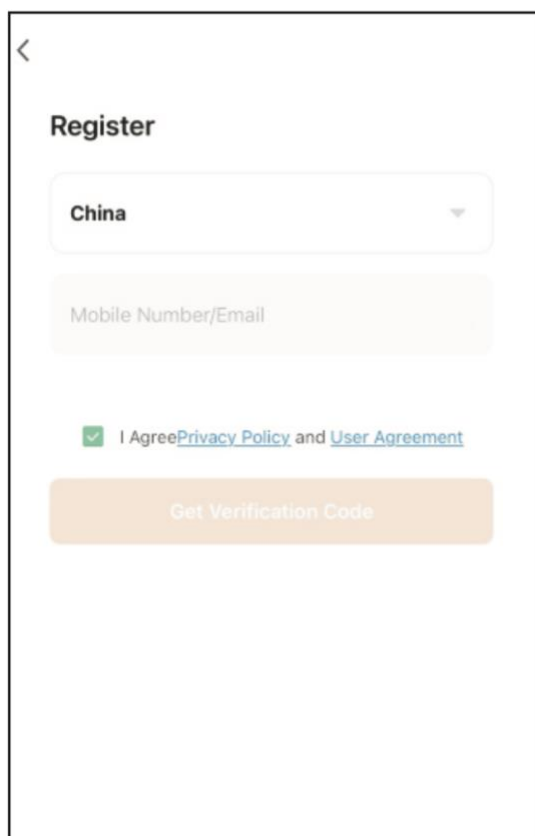 Register
China
Mobile Number/Email
I AgreePrivacy Policy and User Agreement
Get Verification Code